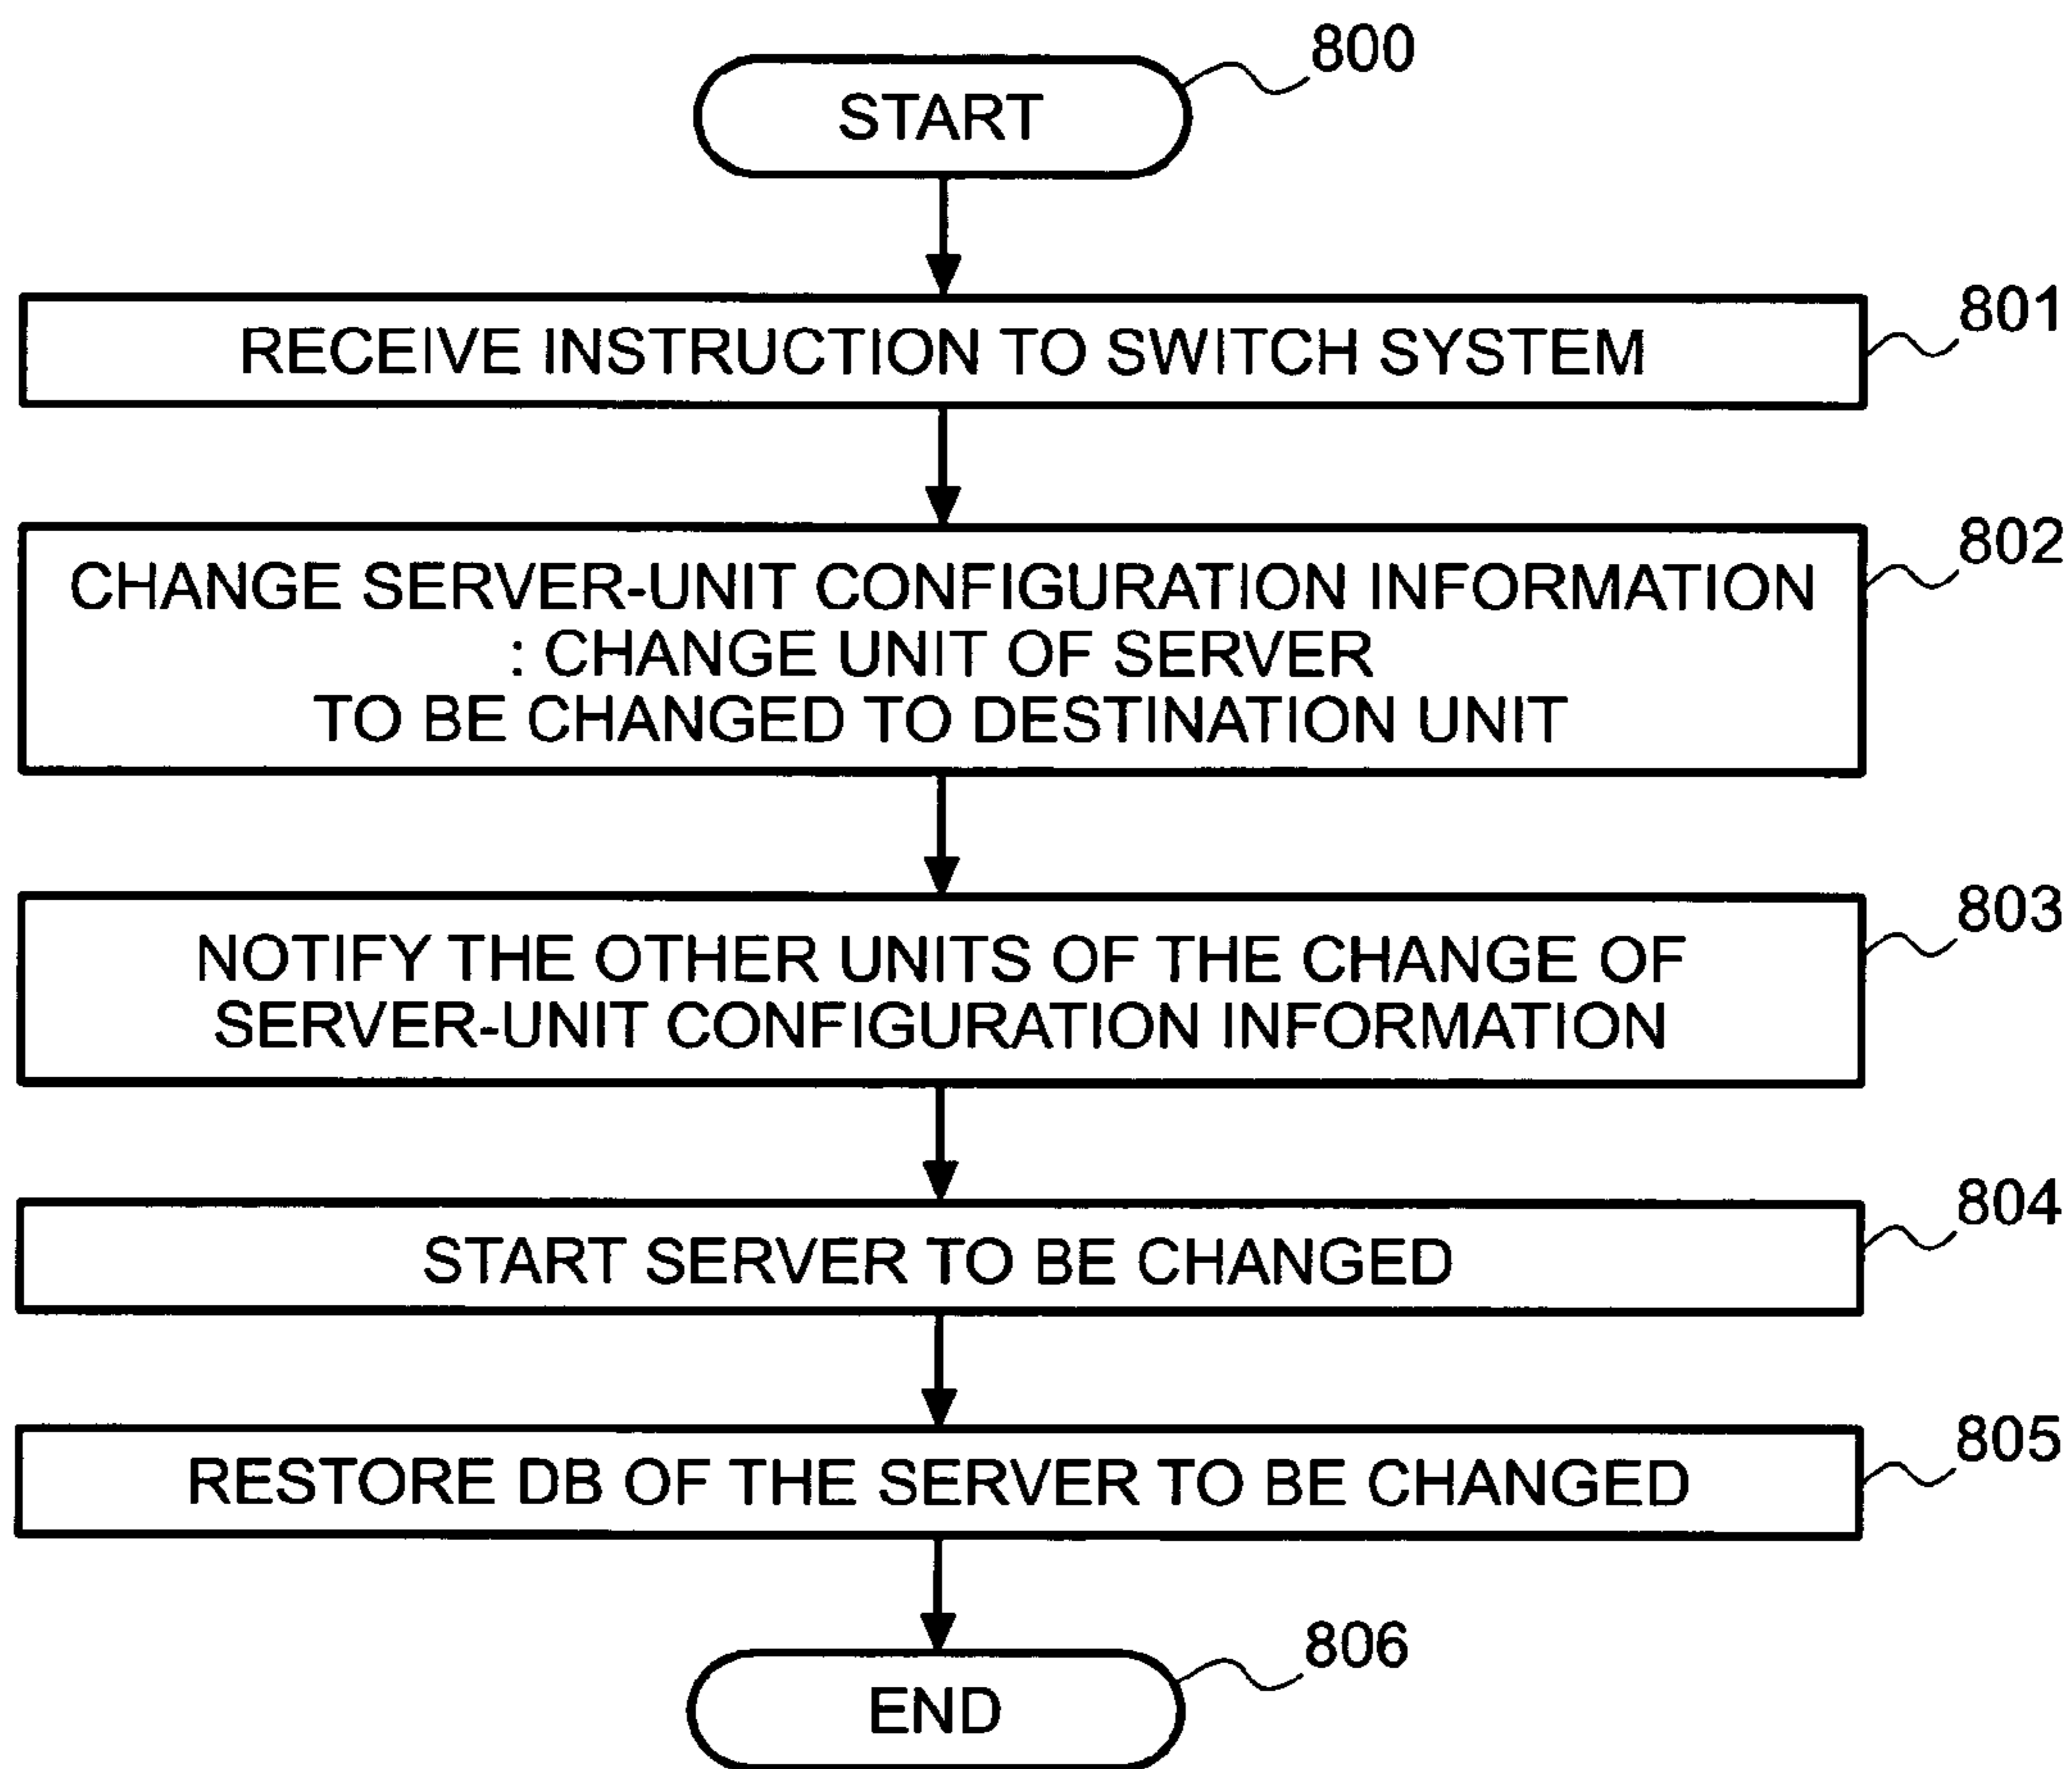 800
START
801
RECEIVE INSTRUCTION TO SWITCH SYSTEM
802
CHANGE SERVER-UNIT CONFIGURATION INFORMATION
: CHANGE UNIT OF SERVER
TO BE CHANGED TO DESTINATION UNIT
803
NOTIFY THE OTHER UNITS OF THE CHANGE OF
SERVER-UNIT CONFIGURATION INFORMATION
804
START SERVER TO BE CHANGED
805
RESTORE DB OF THE SERVER TO BE CHANGED
806
END